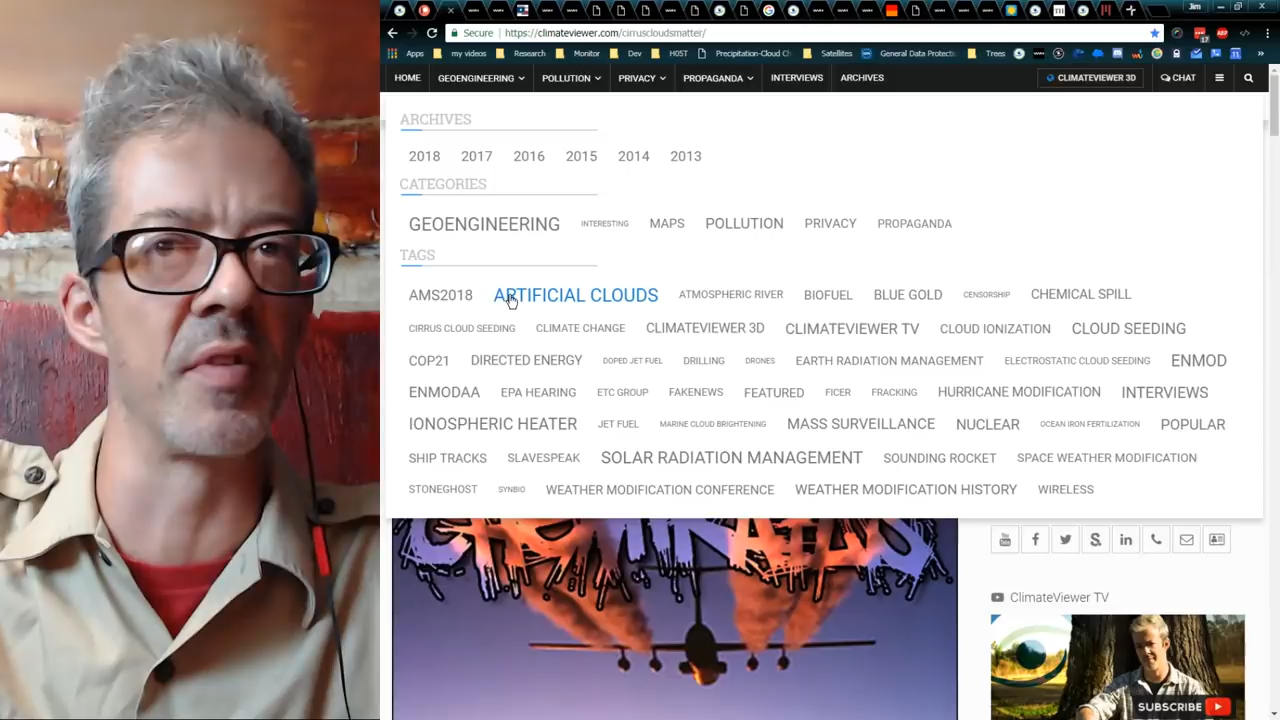 Jim
Secure
https://climateviewer.com/cirruscloudsmatter/
Apps my videos Research Monitor Dev H05T Precipitation-Cloud Ch Satellites General Data Protecti Trees
HOME GEOENGINEERING POLLUTION PRIVACY PROPAGANDA INTERVIEWS ARCHIVES CLIMATEVIEWER 3D CHAT
ARCHIVES
2018 2017 2016 2015 2014 2013
CATEGORIES
GEOENGINEERING INTERESTING MAPS POLLUTION PRIVACY PROPAGANDA
TAGS
AMS2018 ARTIFICIAL CLOUDS ATMOSPHERIC RIVER BIOFUEL BLUE GOLD CENSORSHIP CHEMICAL SPILL
CIRRUS CLOUD SEEDING CLIMATE CHANGE CLIMATEVIEWER 3D CLIMATEVIEWER TV CLOUD IONIZATION CLOUD SEEDING
COP21 DIRECTED ENERGY DOPED JET FUEL DRILLING DRONES EARTH RADIATION MANAGEMENT ELECTROSTATIC CLOUD SEEDING ENMOD
ENMODAA EPA HEARING ETC GROUP FAKENEWS FEATURED FICER FRACKING HURRICANE MODIFICATION INTERVIEWS
IONOSPHERIC HEATER JET FUEL MARINE CLOUD BRIGHTENING MASS SURVEILLANCE NUCLEAR OCEAN IRON FERTILIZATION POPULAR
SHIP TRACKS SLAVESPEAK SOLAR RADIATION MANAGEMENT SOUNDING ROCKET SPACE WEATHER MODIFICATION
STONEGHOST SYNBIO WEATHER MODIFICATION CONFERENCE WEATHER MODIFICATION HISTORY WIRELESS
ClimateViewer TV
SUBSCRIBE